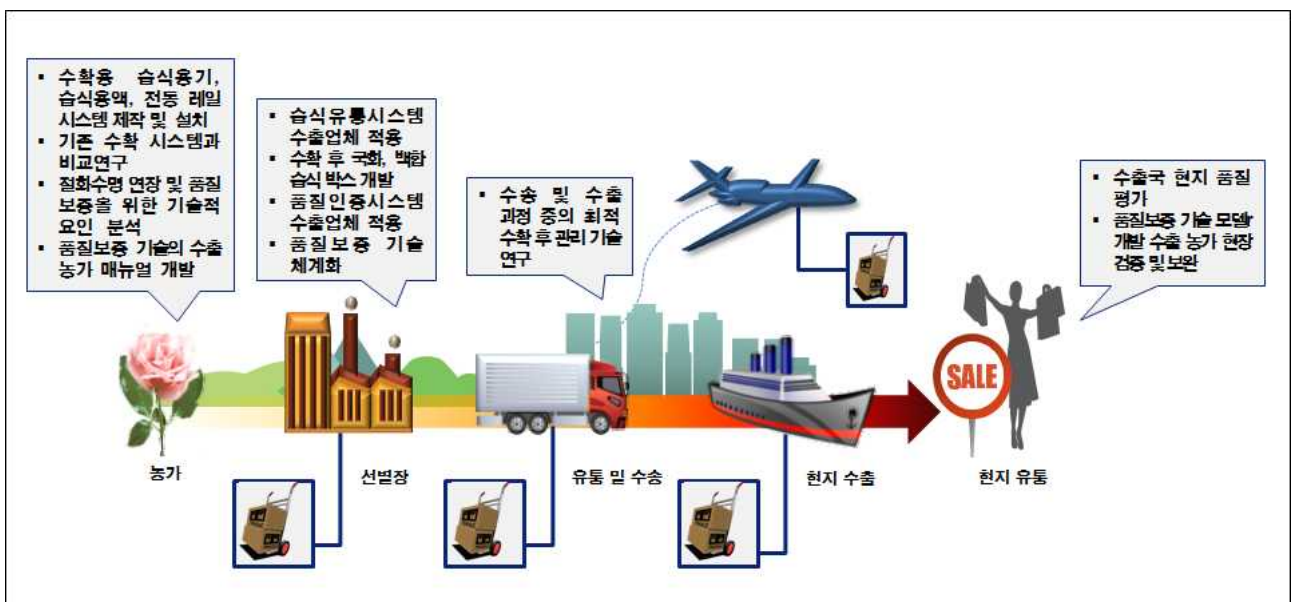 ▪ 수확용 습식용기,
습식용액, 전동 레일
시스템 제작 및 설치
▪ 기존 수확 시스템과
비교연구
▪ 절화수명 연장 및 품질
보증을 위한 기술적
요인 분석
▪ 품질보증 기술의 수출
농가 매뉴얼 개발
▪ 습식유통시스템
수출업체 적용
▪ 수확 후 국화, 백합
습식 박스 개발
▪ 품질인증시스템
수출업체 적용
▪ 품질보증 기술
체계화
▪ 수송 및 수출
과정 중의 최적
수확 후 관리 기술
연구
▪ 수출국 현지 품질
평가
▪ 품질보증 기술 모델
개발 수출 농가 현장
검증 및 보완
SALE
농가
선별장
유통 및 수송
현지 수출
현지 유통